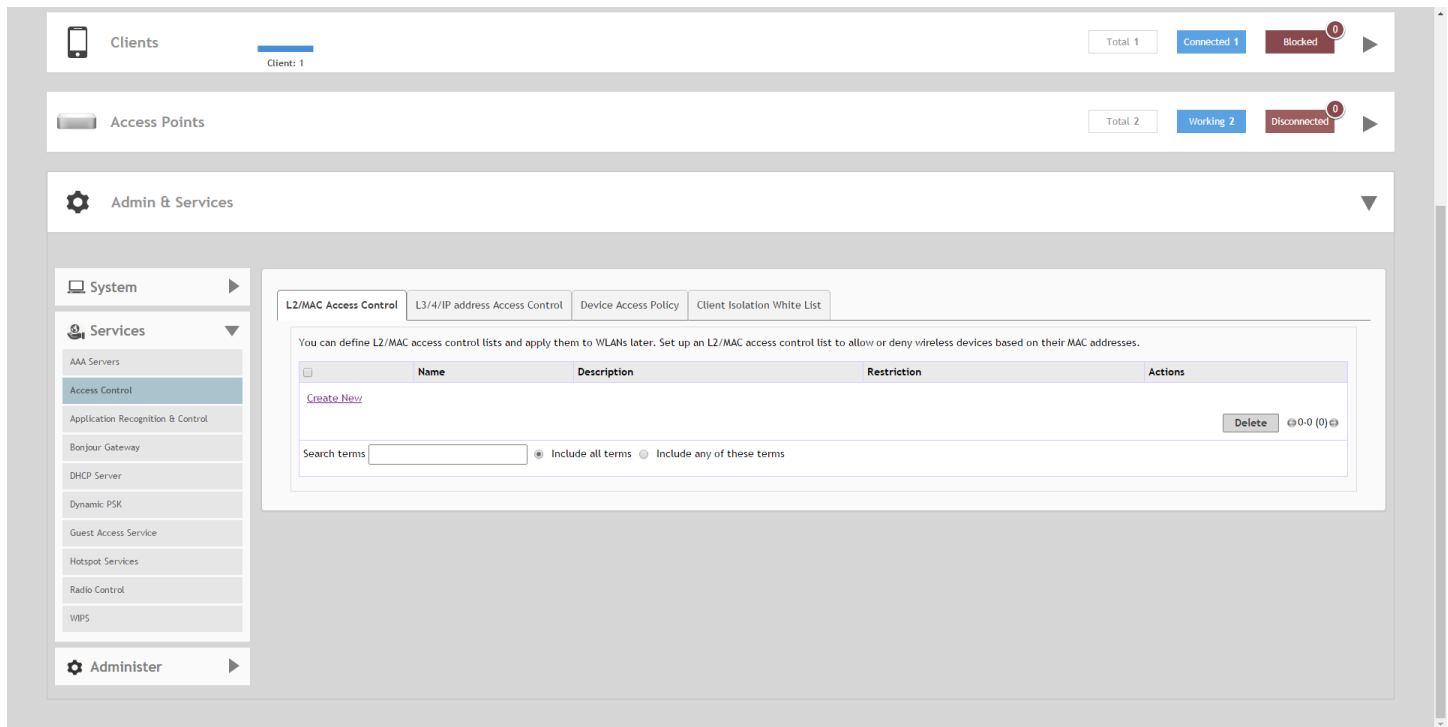 Clients
Client: 1
Total 1
Connected 1
Blocked
0
Access Points
Total 2
Working 2
Disconnected
0
Admin & Services
System
Services
AAA Servers
Access Control
Application Recognition & Control
Bonjour Gateway
DHCP Server
Dynamic PSK
Guest Access Service
Hotspot Services
Radio Control
WIPS
Administer
L2/MAC Access Control
L3/4/IP address Access Control
Device Access Policy
Client Isolation White List
You can define L2/MAC access control lists and apply them to WLANs later. Set up an L2/MAC access control list to allow or deny wireless devices based on their MAC addresses.
Name Description Restriction Actions
Create New
Delete 0-0 (0)
Search terms Include all terms Include any of these terms